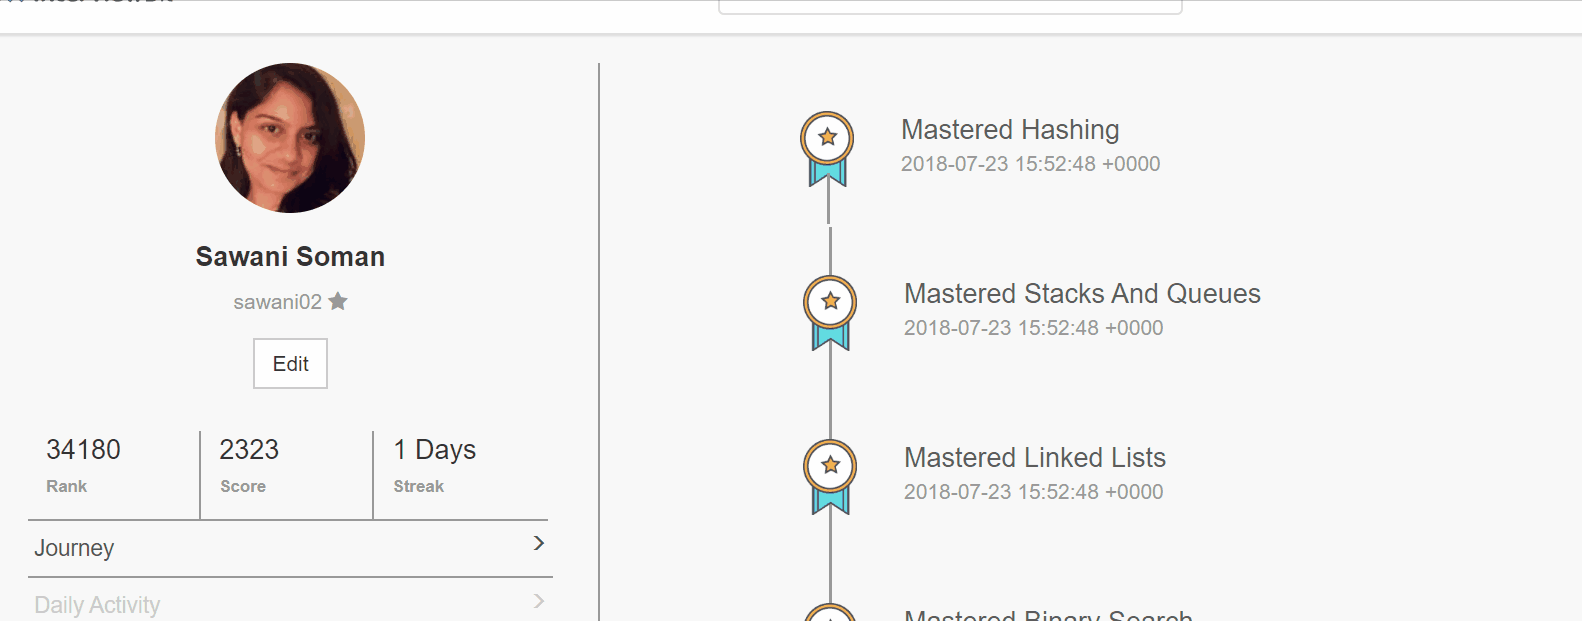 Sawani Soman
sawani02
Edit
34180
Rank
2323
Score
1 Days
Streak
Journey
Daily Activity
Mastered Hashing
2018-07-23 15:52:48 +0000
Mastered Stacks And Queues
2018-07-23 15:52:48 +0000
Mastered Linked Lists
2018-07-23 15:52:48 +0000
Mastered Binary Search